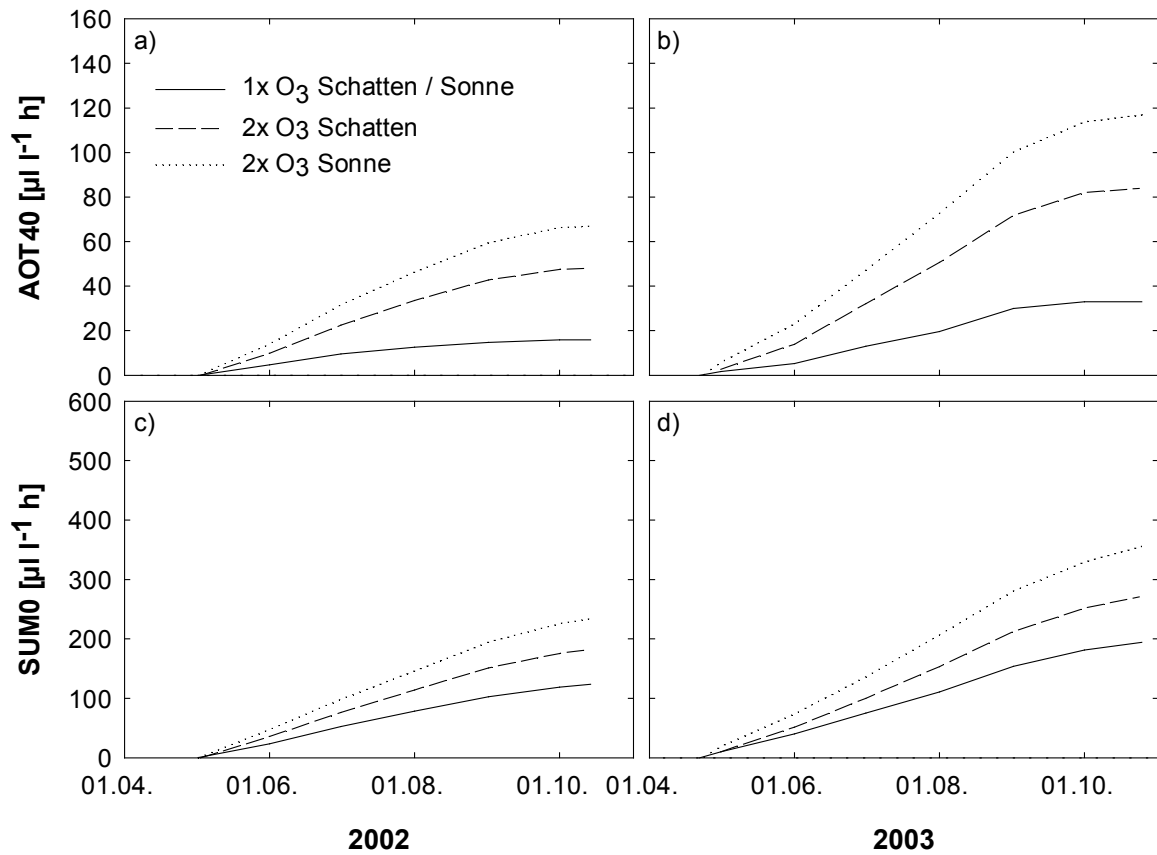 a)
b)
1x O3 Schatten / Sonne
2x O3 Schatten
2x O3 Sonne
AOT40 [µl l-1 h]
160
140
120
100
80
60
40
20
0
c)
d)
SUM0 [µl l-1 h]
600
500
400
300
200
100
0
01.04.
01.06.
01.08.
01.10.
01.04.
01.06.
01.08.
01.10.
2002
2003